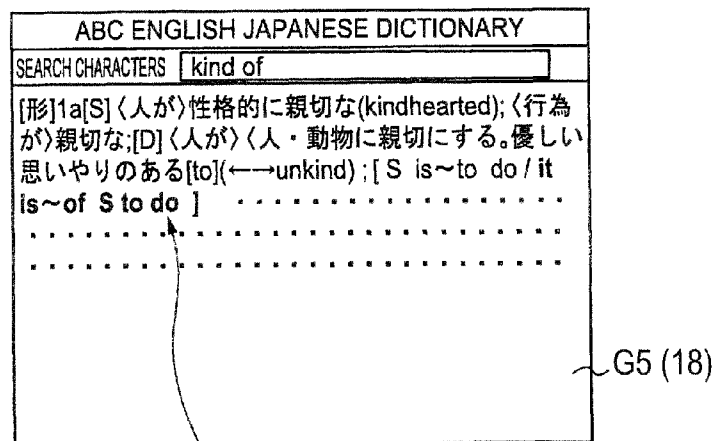 ABC ENGLISH JAPANESE DICTIONARY
SEARCH CHARACTERS kind of
[形]1a[S]〈人が〉性格的に親切な(kindhearted);〈行為
が〉親切な;[D]〈人が〉〈人・動物に親切にする。優しい
思いやりのある[to](←→unkind) ; [ S is~to do / it
is~of S to do ]
G5 (18)